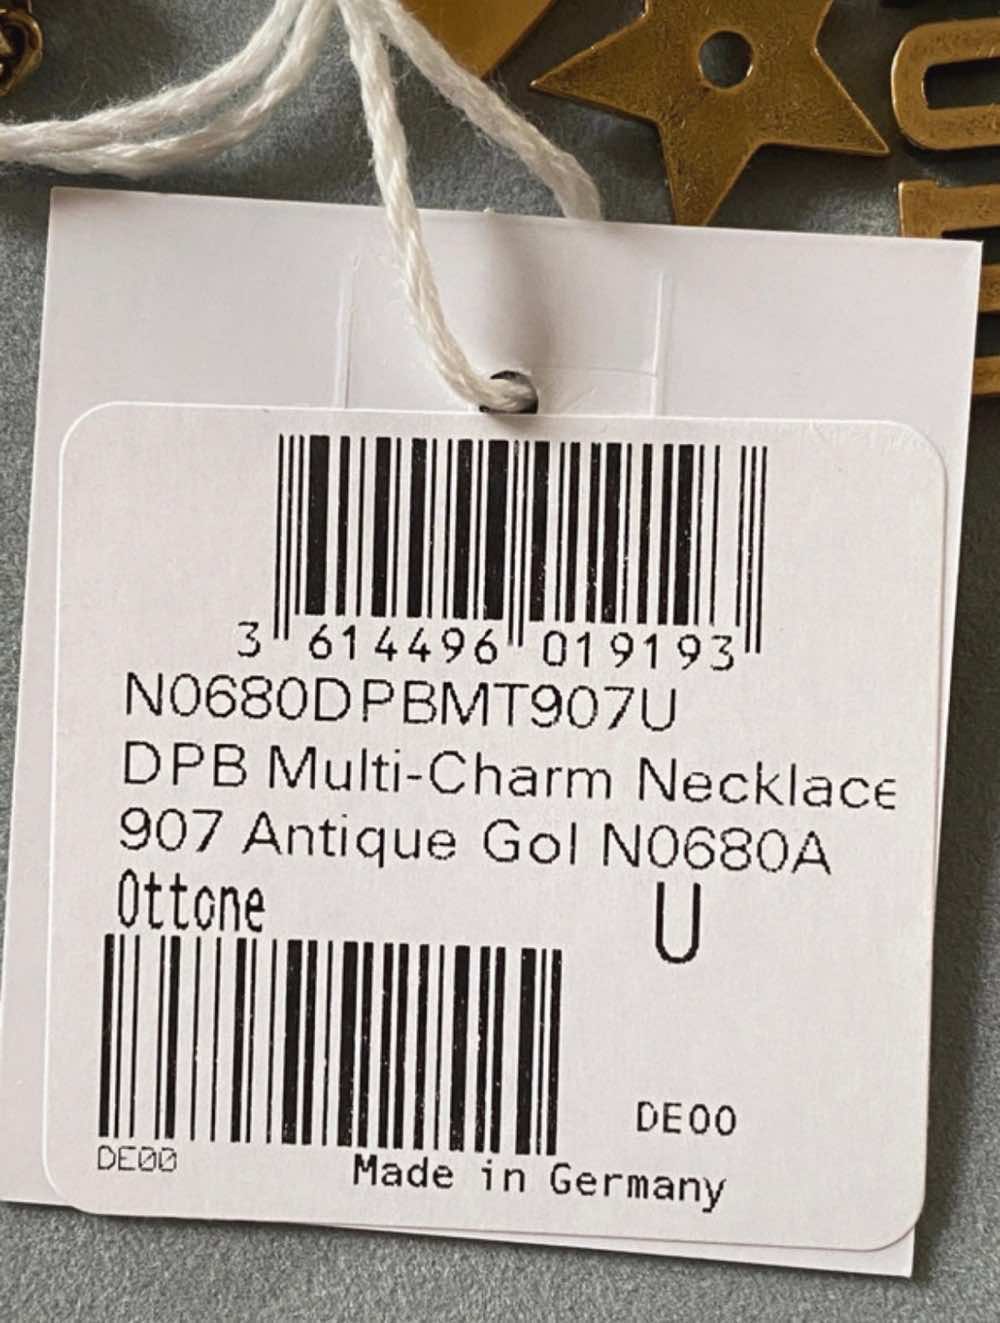 3 614496 019193
N0680DPBMT907U
DPB Multi-Charm Necklace
907 Antique Gol N0680A
Ottone U
DE00
DE00
Made in Germany